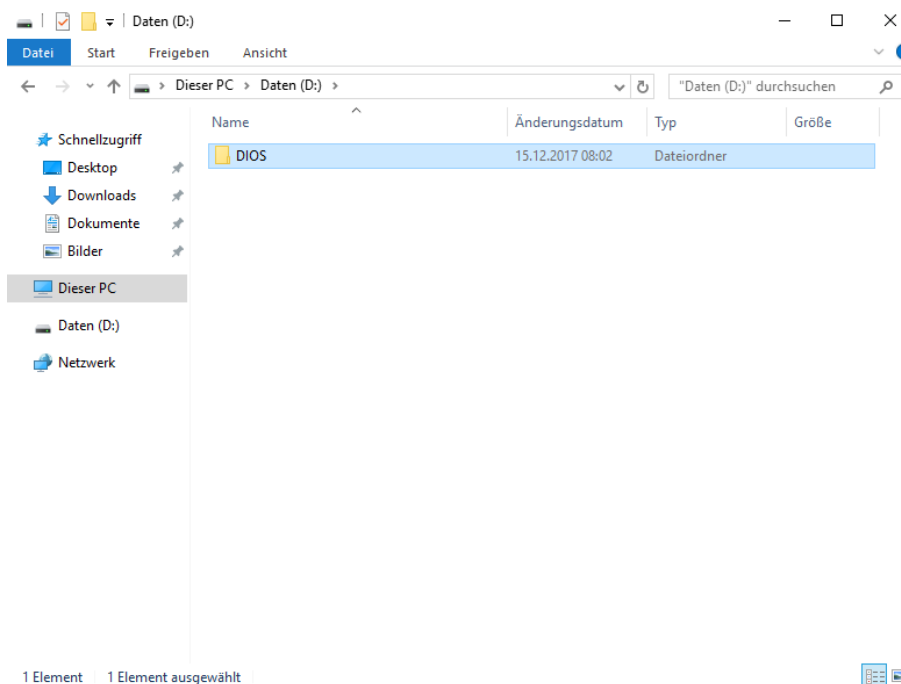 Daten (D:)
Datei Start Freigeben Ansicht
Dieser PC Daten (D:) "Daten (D:)" durchsuchen
Name Änderungsdatum Typ Größe
Schnellzugriff
DIOS 15.12.2017 08:02 Dateiordner
Desktop
Downloads
Dokumente
Bilder
Dieser PC
Daten (D:)
Netzwerk
1 Element 1 Element ausgewählt